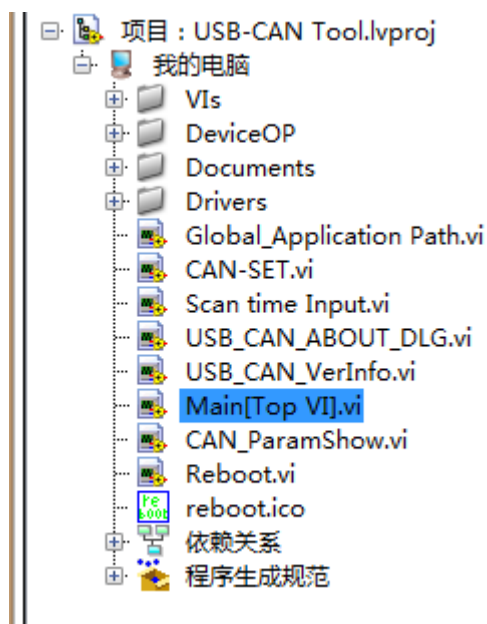 项目：USB-CAN Tool.lvproj
我的电脑
VIs
DeviceOP
Documents
Drivers
Global_Application Path.vi
CAN-SET.vi
Scan time Input.vi
USB_CAN_ABOUT_DLG.vi
USB_CAN_VerInfo.vi
Main[Top VI].vi
CAN_ParamShow.vi
Reboot.vi
reboot.ico
依赖关系
程序生成规范